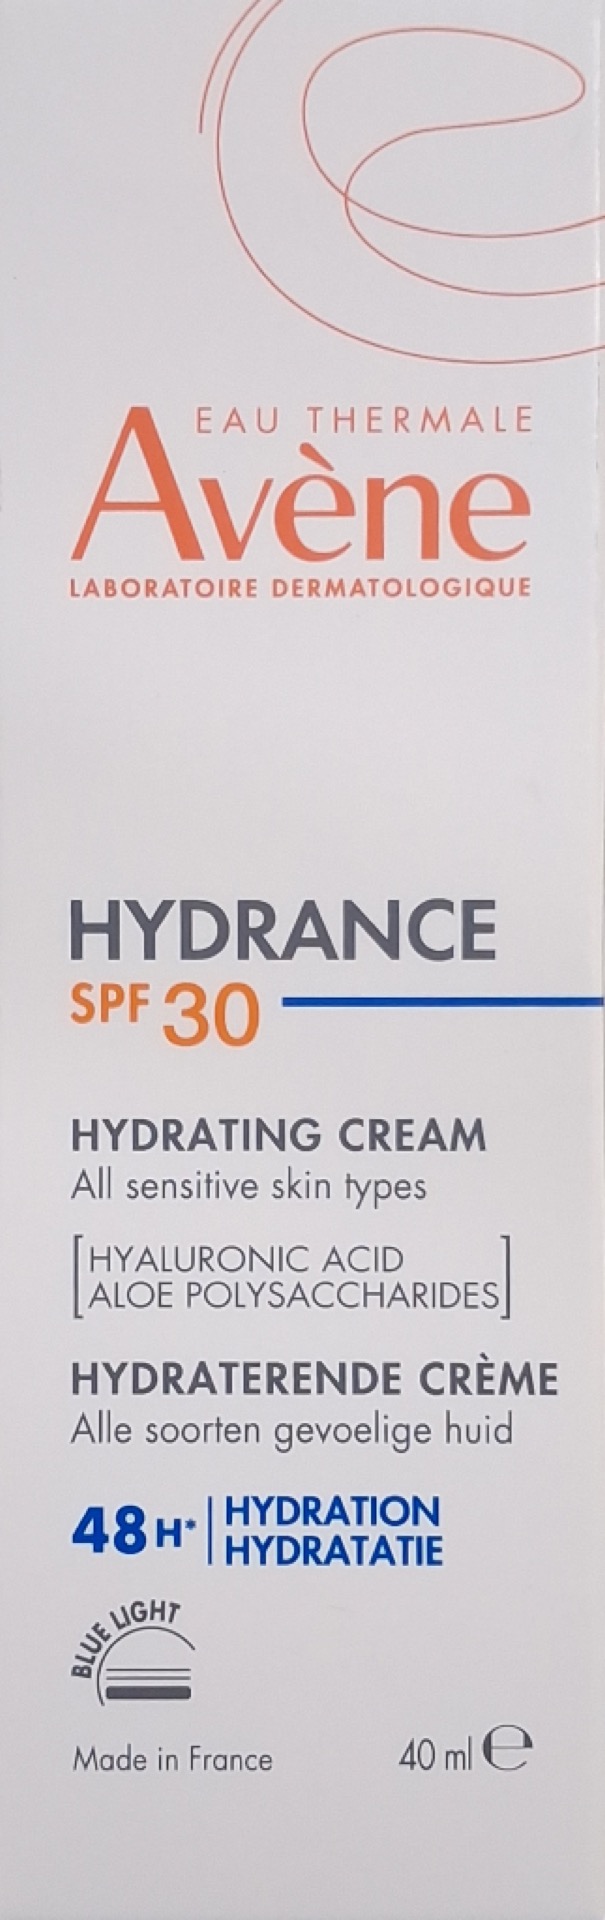 EAU THERMALE
Avène
LABORATOIRE DERMATOLOGIQUE
HYDRANCE
SPF 30
HYDRATING CREAM
All sensitive skin types
[HYALURONIC ACID
ALOE POLYSACCHARIDES]
HYDRATERENDE CRÈME
Alle soorten gevoelige huid
48H* | HYDRATION
HYDRATATIE
BLUE LIGHT
Made in France 40 ml ℮